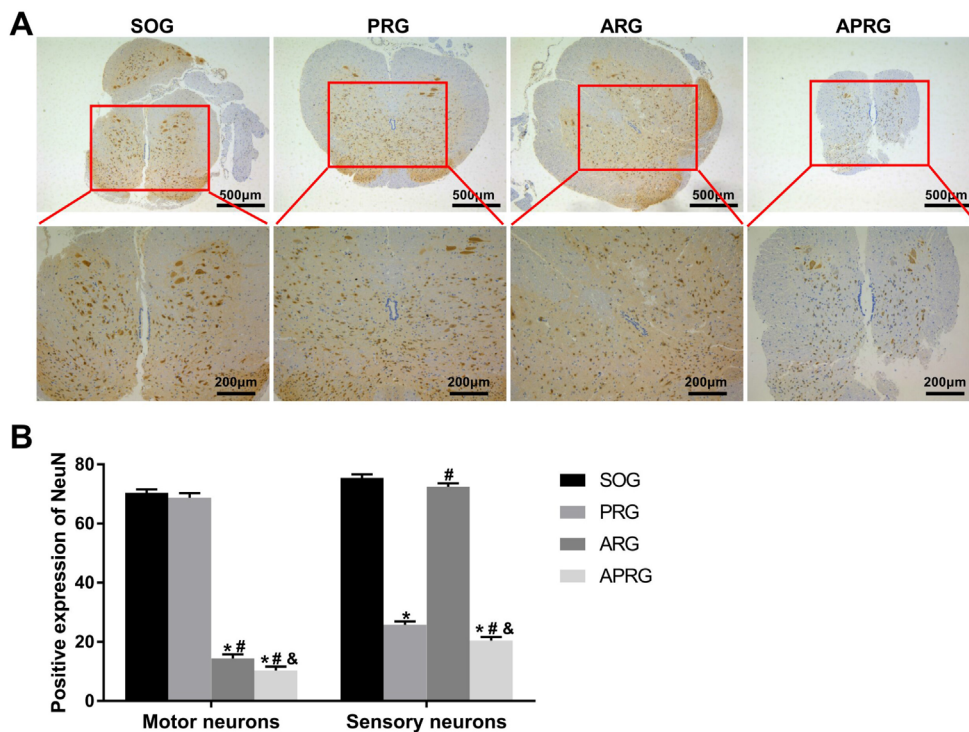 A
SOG PRG ARG APRG
500µm 500µm 500µm 500µm
200µm 200µm 200µm 200µm
B
Positive expression of NeuN
80
60
40
20
0
* #
* # &
*
#
* # &
Motor neurons Sensory neurons
SOG
PRG
ARG
APRG